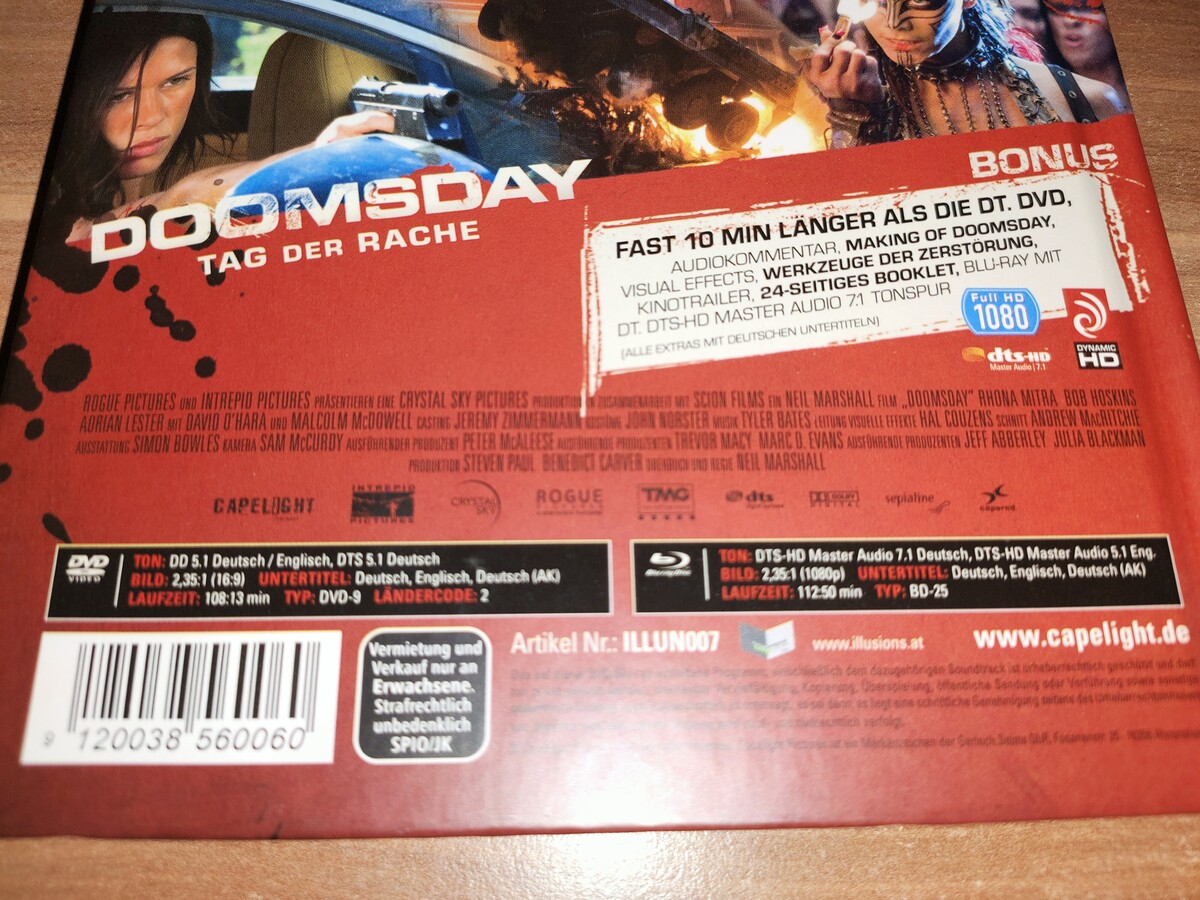 DOOMSDAY
TAG DER RACHE
BONUS
FAST 10 MIN LÄNGER ALS DIE DT. DVD,
AUDIOKOMMENTAR, MAKING OF DOOMSDAY,
VISUAL EFFECTS, WERKZEUGE DER ZERSTÖRUNG,
KINOTRAILER, 24-SEITIGES BOOKLET, BLU-RAY MIT
DT. DTS-HD MASTER AUDIO 7.1 TONSPUR
(ALLE EXTRAS MIT DEUTSCHEN UNTERTITELN)
Full HD
1080
dts-HD
Master Audio | 7.1
DYNAMIC
HD
ROGUE PICTURES UND INTREPID PICTURES PRÄSENTIEREN EINE CRYSTAL SKY PICTURES PRODUKTION IN ZUSAMMENARBEIT MIT SCION FILMS EIN NEIL MARSHALL FILM „DOOMSDAY" RHONA MITRA BOB HOSKINS
ADRIAN LESTER MIT DAVID O'HARA UND MALCOLM McDOWELL CASTING JEREMY ZIMMERMANN KOSTÜME JOHN NORSTER MUSIK TYLER BATES LEITUNG VISUELLE EFFEKTE HAL COUZENS SCHNITT ANDREW MacRITCHIE
AUSSTATTUNG SIMON BOWLES KAMERA SAM McCURDY AUSFÜHRENDER PRODUZENT PETER McALEESE AUSFÜHRENDE PRODUZENTEN TREVOR MACY MARC D. EVANS AUSFÜHRENDE PRODUZENTEN JEFF ABBERLEY JULIA BLACKMAN
PRODUKTION STEVEN PAUL BENEDICT CARVER DREHBUCH UND REGIE NEIL MARSHALL
CAPELIGHT
INTREPID PICTURES
CRYSTAL SKY
ROGUE
TMG
dts
DOLBY DIGITAL
DVD VIDEO
TON: DD 5.1 Deutsch / Englisch, DTS 5.1 Deutsch
BILD: 2,35:1 (16:9) UNTERTITEL: Deutsch, Englisch, Deutsch (AK)
LAUFZEIT: 108:13 min TYP: DVD-9 LÄNDERCODE: 2
Blu-ray Disc
TON: DTS-HD Master Audio 7.1 Deutsch, DTS-HD Master Audio 5.1 Eng.
BILD: 2,35:1 (1080p) UNTERTITEL: Deutsch, Englisch, Deutsch (AK)
LAUFZEIT: 112:50 min TYP: BD-25
9 120038 560060
Vermietung und
Verkauf nur an
Erwachsene.
Strafrechtlich
unbedenklich
SPIO/JK
Artikel Nr.: ILLUN007
www.illusions.at
www.capelight.de